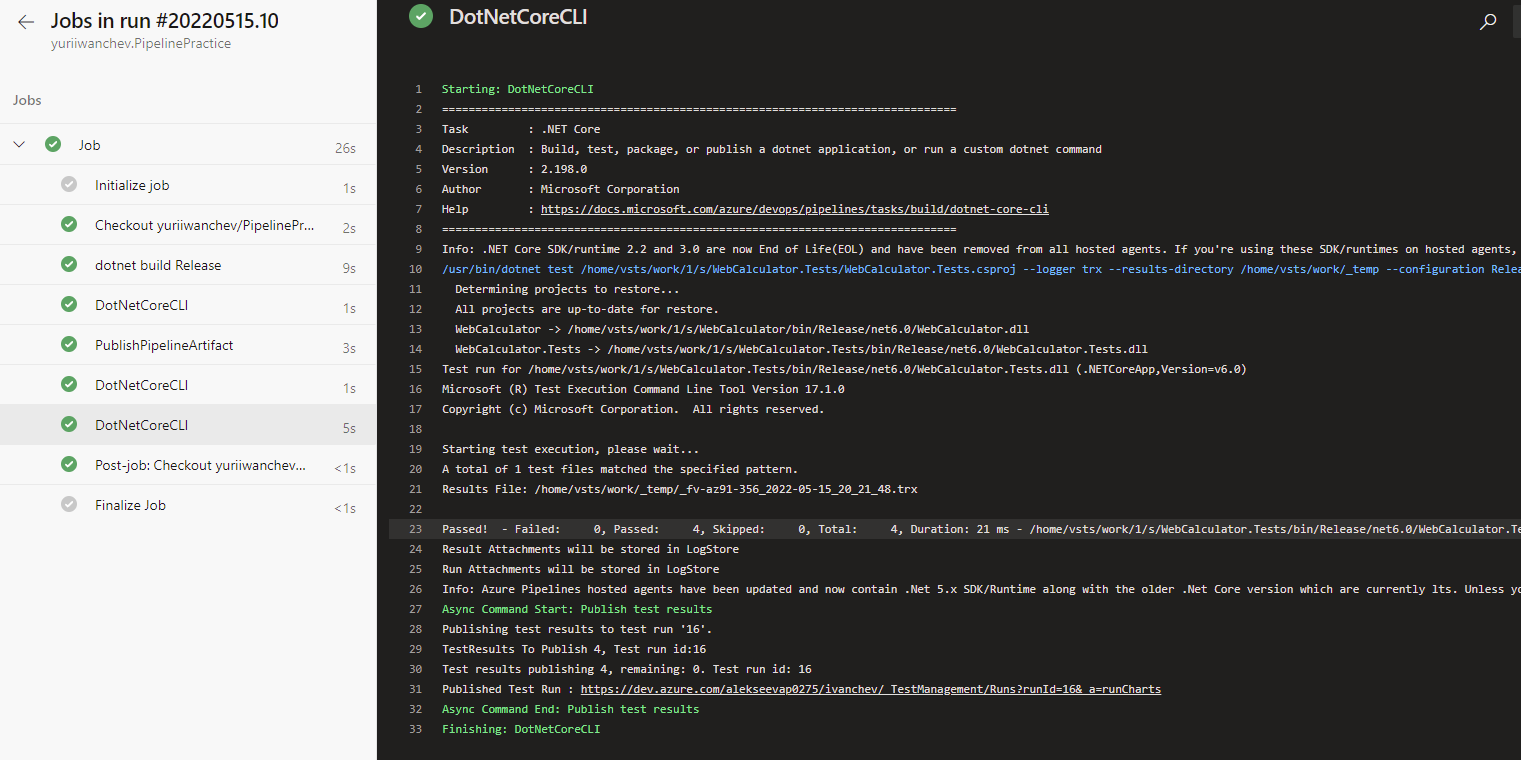 Jobs in run #20220515.10
yuriiwanchev.PipelinePractice
Jobs
Job 26s
Initialize job 1s
Checkout yuriiwanchev/PipelinePr... 2s
dotnet build Release 9s
DotNetCoreCLI 1s
PublishPipelineArtifact 3s
DotNetCoreCLI 1s
DotNetCoreCLI 5s
Post-job: Checkout yuriiwanchev... <1s
Finalize Job <1s
DotNetCoreCLI
1 Starting: DotNetCoreCLI
2 ==============================================================================
3 Task : .NET Core
4 Description : Build, test, package, or publish a dotnet application, or run a custom dotnet command
5 Version : 2.198.0
6 Author : Microsoft Corporation
7 Help : https://docs.microsoft.com/azure/devops/pipelines/tasks/build/dotnet-core-cli
8 ==============================================================================
9 Info: .NET Core SDK/runtime 2.2 and 3.0 are now End of Life(EOL) and have been removed from all hosted agents. If you're using these SDK/runtimes on hosted agents,
10 /usr/bin/dotnet test /home/vsts/work/1/s/WebCalculator.Tests/WebCalculator.Tests.csproj --logger trx --results-directory /home/vsts/work/_temp --configuration Relea
11 Determining projects to restore...
12 All projects are up-to-date for restore.
13 WebCalculator -> /home/vsts/work/1/s/WebCalculator/bin/Release/net6.0/WebCalculator.dll
14 WebCalculator.Tests -> /home/vsts/work/1/s/WebCalculator.Tests/bin/Release/net6.0/WebCalculator.Tests.dll
15 Test run for /home/vsts/work/1/s/WebCalculator.Tests/bin/Release/net6.0/WebCalculator.Tests.dll (.NETCoreApp,Version=v6.0)
16 Microsoft (R) Test Execution Command Line Tool Version 17.1.0
17 Copyright (c) Microsoft Corporation. All rights reserved.
18
19 Starting test execution, please wait...
20 A total of 1 test files matched the specified pattern.
21 Results File: /home/vsts/work/_temp/_fv-az91-356_2022-05-15_20_21_48.trx
22
23 Passed! - Failed: 0, Passed: 4, Skipped: 0, Total: 4, Duration: 21 ms - /home/vsts/work/1/s/WebCalculator.Tests/bin/Release/net6.0/WebCalculator.Te
24 Result Attachments will be stored in LogStore
25 Run Attachments will be stored in LogStore
26 Info: Azure Pipelines hosted agents have been updated and now contain .Net 5.x SDK/Runtime along with the older .Net Core version which are currently lts. Unless yo
27 Async Command Start: Publish test results
28 Publishing test results to test run '16'.
29 TestResults To Publish 4, Test run id:16
30 Test results publishing 4, remaining: 0. Test run id: 16
31 Published Test Run : https://dev.azure.com/alekseevap0275/ivanchev/_TestManagement/Runs?runId=16&_a=runCharts
32 Async Command End: Publish test results
33 Finishing: DotNetCoreCLI